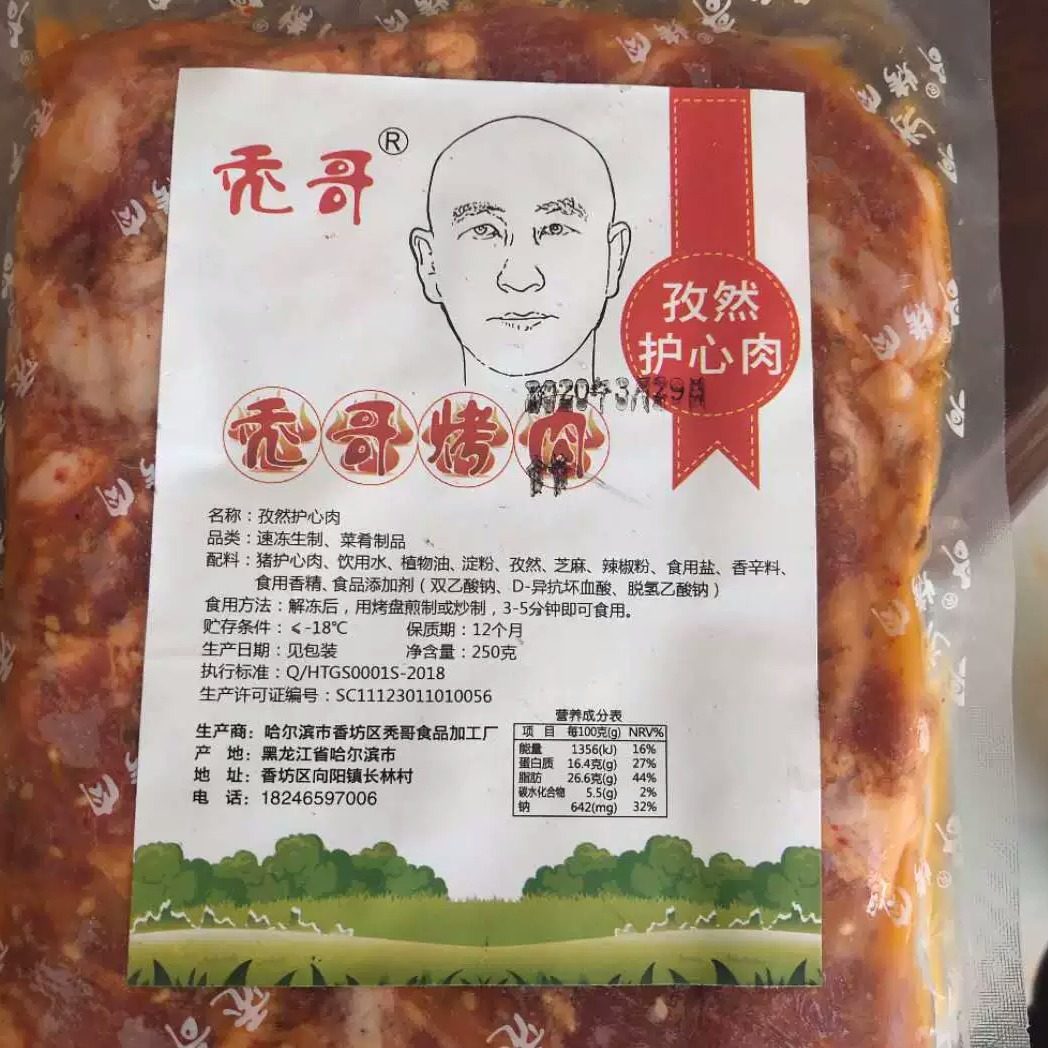 秃哥®
孜然
护心肉
2020年3月29日
秃哥烤肉
名称：孜然护心肉
品类：速冻生制、菜肴制品
配料：猪护心肉、饮用水、植物油、淀粉、孜然、芝麻、辣椒粉、食用盐、香辛料、
食用香精、食品添加剂（双乙酸钠、D-异抗坏血酸、脱氢乙酸钠）
食用方法：解冻后，用烤盘煎制或炒制，3-5分钟即可食用。
贮存条件：≤-18℃ 保质期：12个月
生产日期：见包装 净含量：250克
执行标准：Q/HTGS0001S-2018
生产许可证编号：SC11123011010056
生产商：哈尔滨市香坊区秃哥食品加工厂
产 地：黑龙江省哈尔滨市
地 址：香坊区向阳镇长林村
电 话：18246597006
营养成分表
项 目 每100克(g) NRV%
能量 1356(kJ) 16%
蛋白质 16.4克(g) 27%
脂肪 26.6克(g) 44%
碳水化合物 5.5(g) 2%
钠 642(mg) 32%